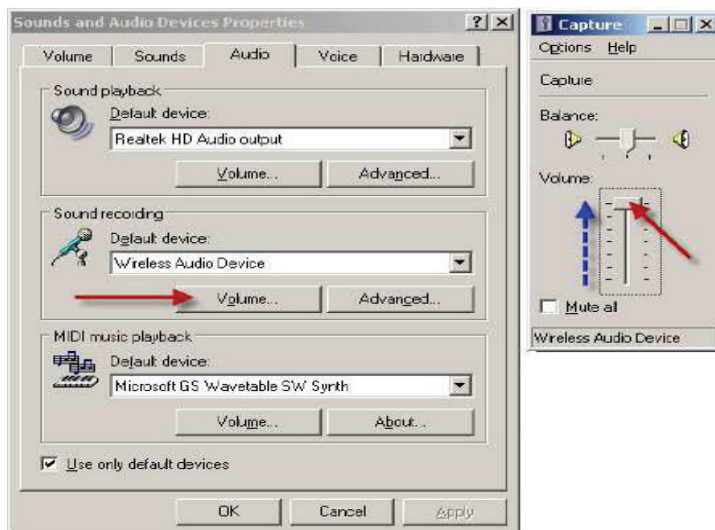 Sounds and Audio Devices Properties
Volume
Sounds
Audio
Voice
Hardware
Sound playback
Default device:
Realtek HD Audio output
Volume...
Advanced...
Sound recording
Default device:
Wireless Audio Device
Volume...
Advanced...
MIDI music playback
Default device:
Microsoft GS Wavetable SW Synth
Volume...
About...
Use only default devices
OK
Cancel
Apply
Capture
Options Help
Capture
Balance:
Volume:
Mute all
Wireless Audio Device